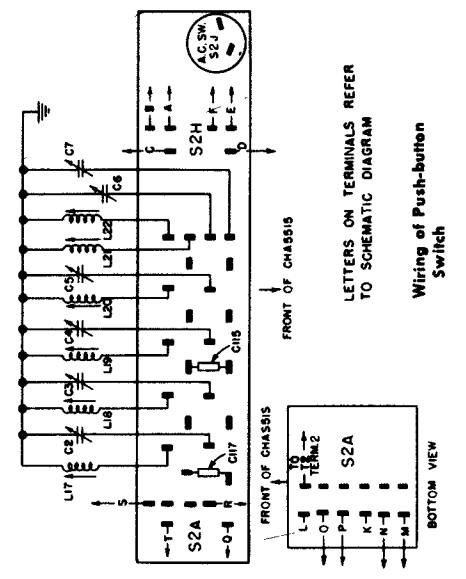 A.C. SW.
S2J
B
A
K
E
C
D
S2H
C7
C6
L22
L21
C5
L20
C4
L19
C3
L18
C2
L17
C115
C117
S
R
T
Q
S2A
FRONT OF CHASSIS
LETTERS ON TERMINALS REFER
TO SCHEMATIC DIAGRAM
Wiring of Push-button
Switch
FRONT OF CHASSIS
TO
T2
TERM.2
S2A
L
O
P
K
N
M
BOTTOM VIEW